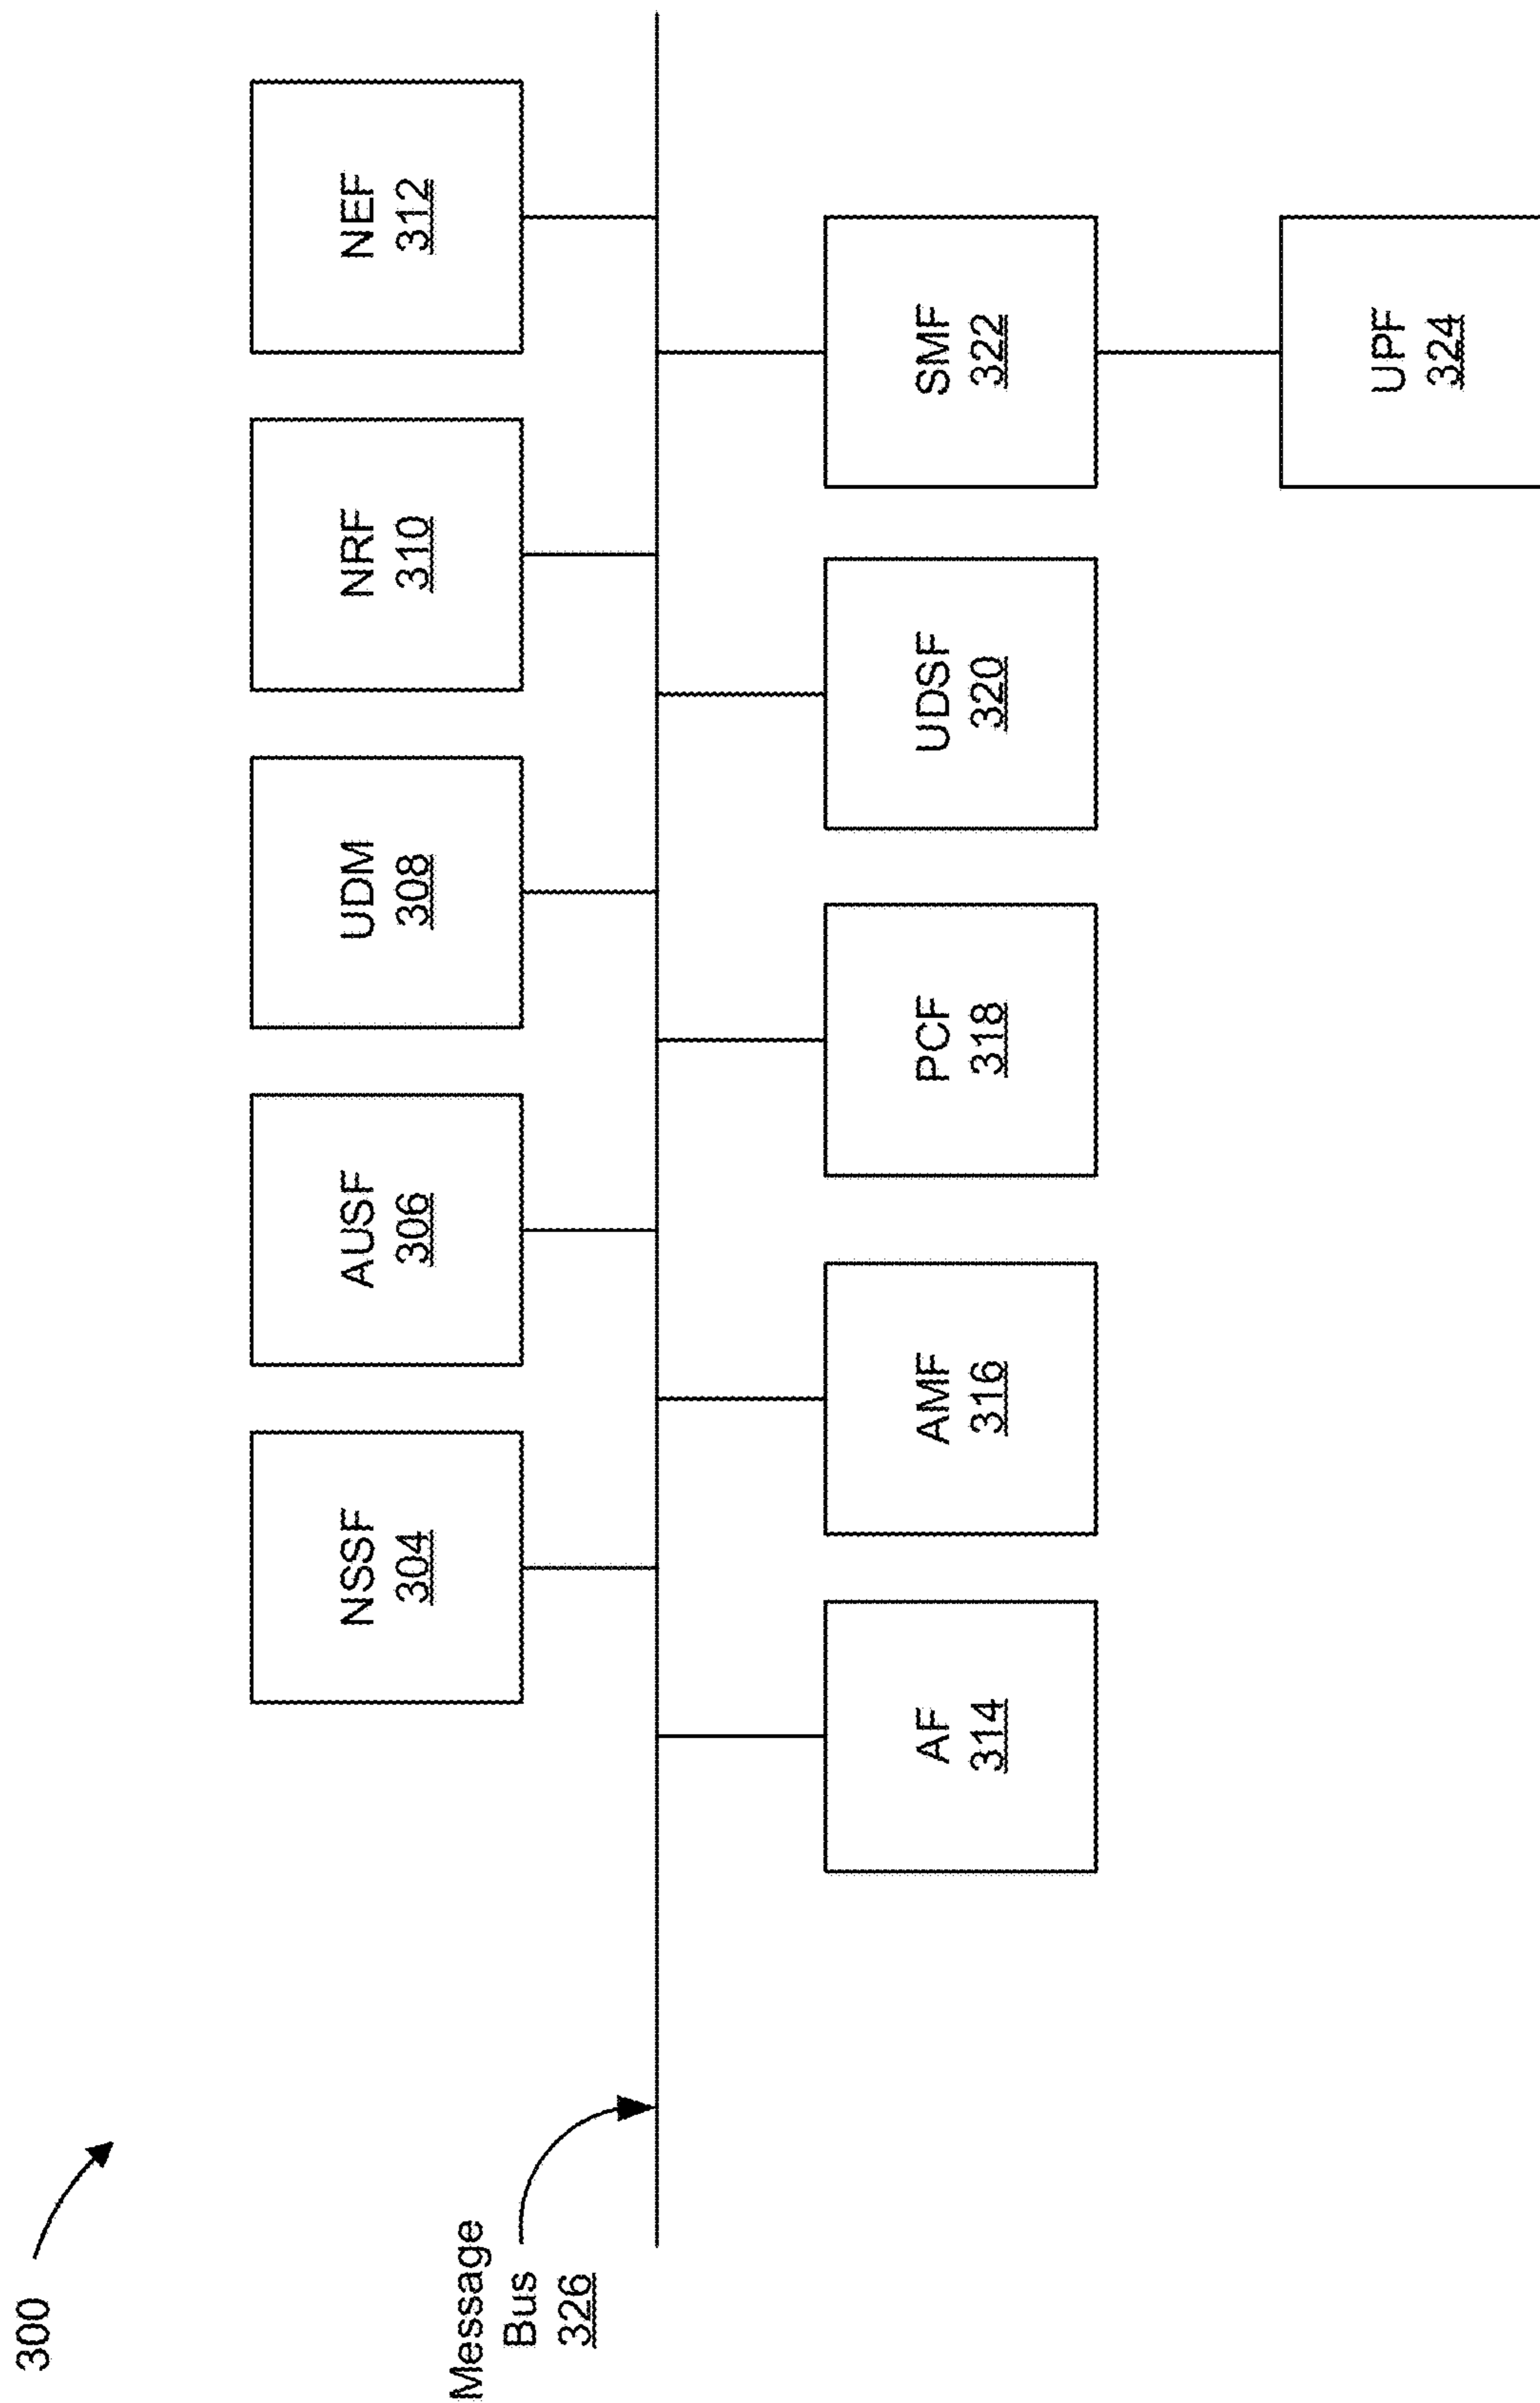 300
NSSF
304
AUSF
306
UDM
308
NRF
310
NEF
312
Message
Bus
326
AF
314
AMF
316
PCF
318
UDSF
320
SMF
322
UPF
324